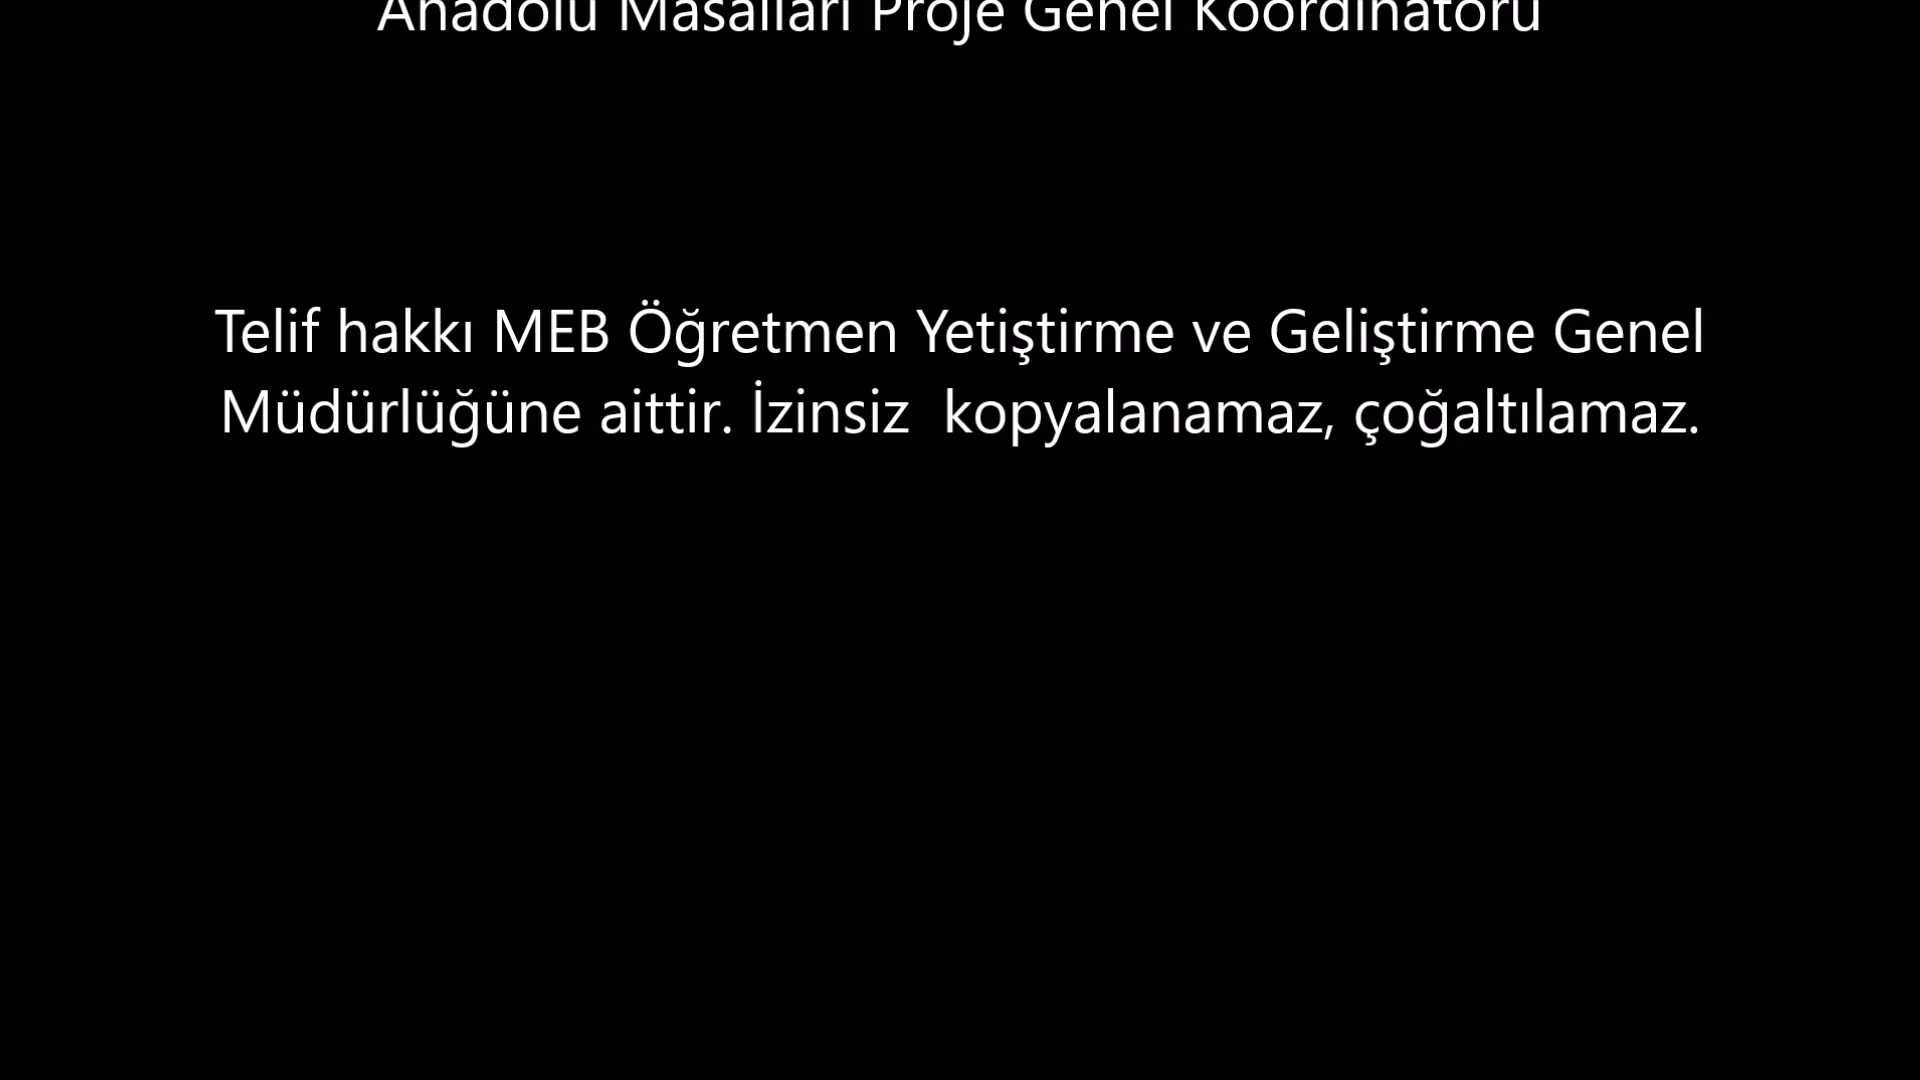 Anadolu Masalları Proje Genel Koordinatörü
Telif hakkı MEB Öğretmen Yetiştirme ve Geliştirme Genel
Müdürlüğüne aittir. İzinsiz  kopyalanamaz, çoğaltılamaz.